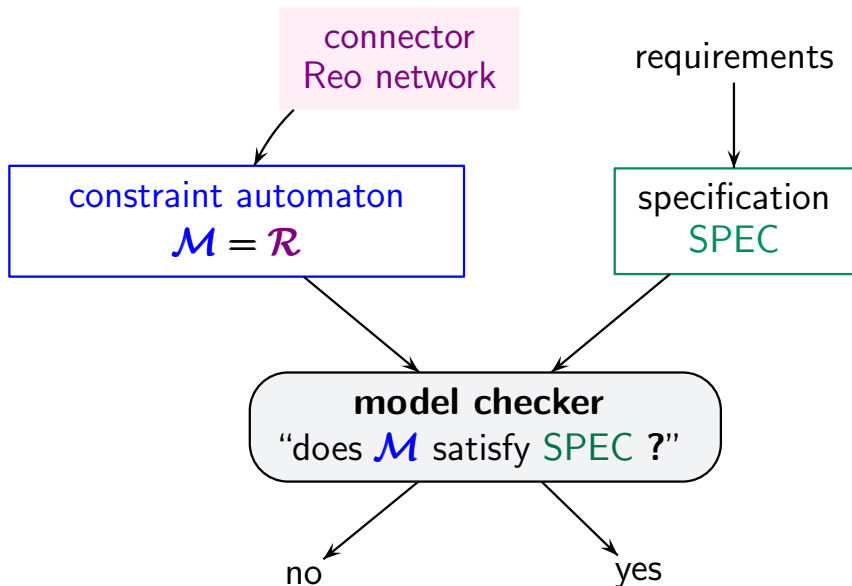 connector
Reo network
requirements
constraint automaton
𝓜 = 𝓡
specification
SPEC
model checker
“does 𝓜 satisfy SPEC ?”
no
yes